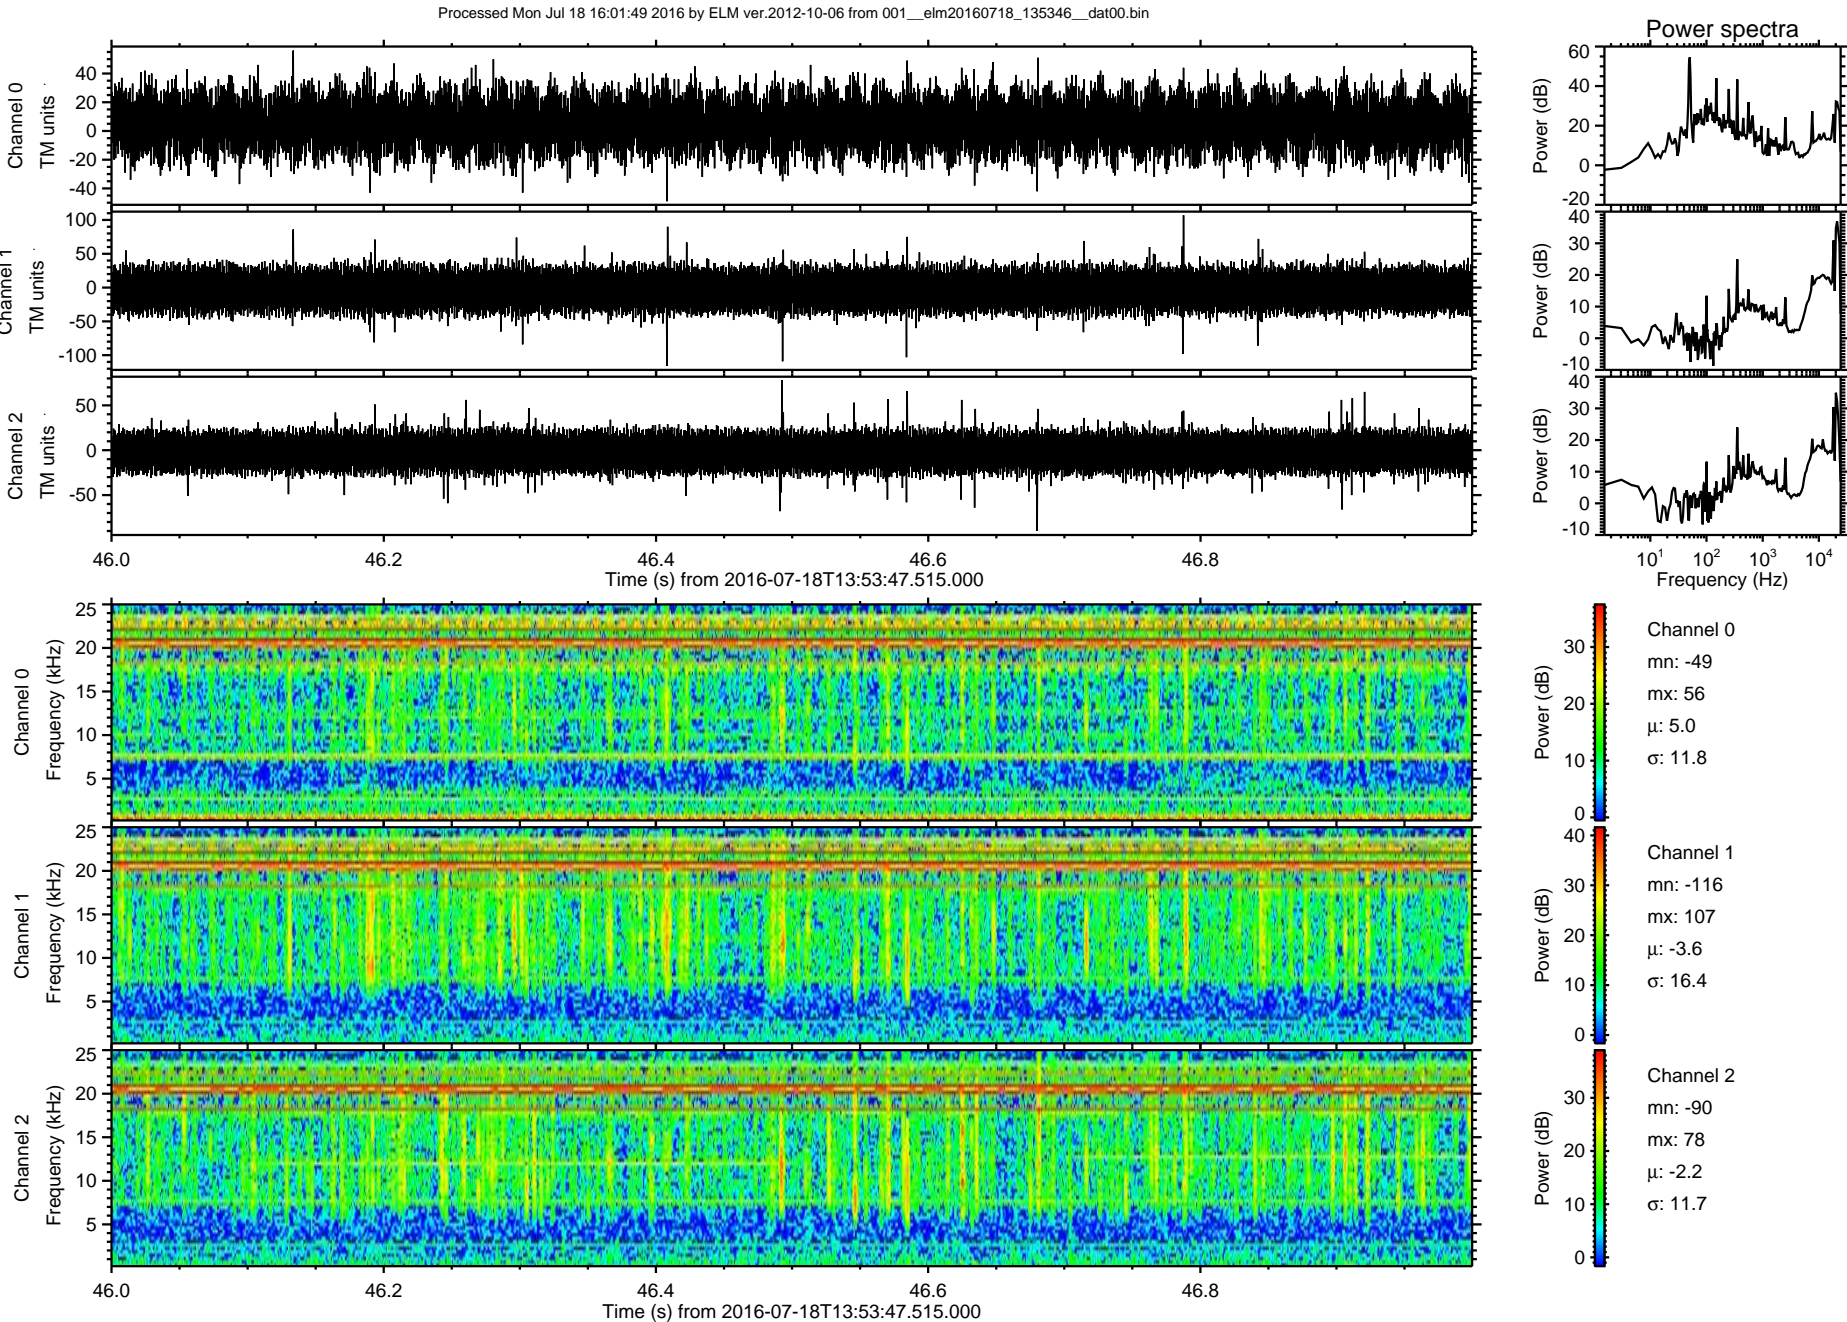 Processed Mon Jul 18 16:01:49 2016 by ELM ver.2012-10-06 from 001__elm20160718_135346__dat00.bin
Power spectra
Channel 0
TM units
40
20
0
-20
-40
Power (dB)
60
40
20
0
-20
Channel 1
TM units
100
50
0
-50
-100
Power (dB)
40
30
20
10
0
-10
Channel 2
TM units
50
0
-50
Power (dB)
40
30
20
10
0
-10
46.0 46.2 46.4 46.6 46.8
Time (s) from 2016-07-18T13:53:47.515.000
10¹ 10² 10³ 10⁴
Frequency (Hz)
Channel 0
Frequency (kHz)
25
20
15
10
5
Power (dB)
30
20
10
0
Channel 0
mn: -49
mx: 56
μ: 5.0
σ: 11.8
Channel 1
Frequency (kHz)
25
20
15
10
5
Power (dB)
40
30
20
10
0
Channel 1
mn: -116
mx: 107
μ: -3.6
σ: 16.4
Channel 2
Frequency (kHz)
25
20
15
10
5
Power (dB)
30
20
10
0
Channel 2
mn: -90
mx: 78
μ: -2.2
σ: 11.7
46.0 46.2 46.4 46.6 46.8
Time (s) from 2016-07-18T13:53:47.515.000